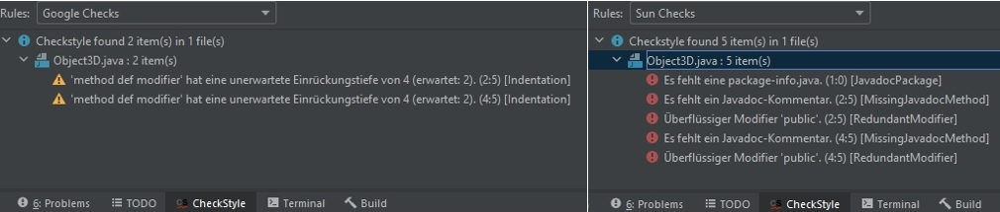 Rules: Google Checks
Checkstyle found 2 item(s) in 1 file(s)
Object3D.java : 2 item(s)
'method def modifier' hat eine unerwartete Einrückungstiefe von 4 (erwartet: 2). (2:5) [Indentation]
'method def modifier' hat eine unerwartete Einrückungstiefe von 4 (erwartet: 2). (4:5) [Indentation]
6: Problems TODO CheckStyle Terminal Build
Rules: Sun Checks
Checkstyle found 5 item(s) in 1 file(s)
Object3D.java : 5 item(s)
Es fehlt eine package-info.java. (1:0) [JavadocPackage]
Es fehlt ein Javadoc-Kommentar. (2:5) [MissingJavadocMethod]
Überflüssiger Modifier 'public'. (2:5) [RedundantModifier]
Es fehlt ein Javadoc-Kommentar. (4:5) [MissingJavadocMethod]
Überflüssiger Modifier 'public'. (4:5) [RedundantModifier]
6: Problems TODO CheckStyle Terminal Build